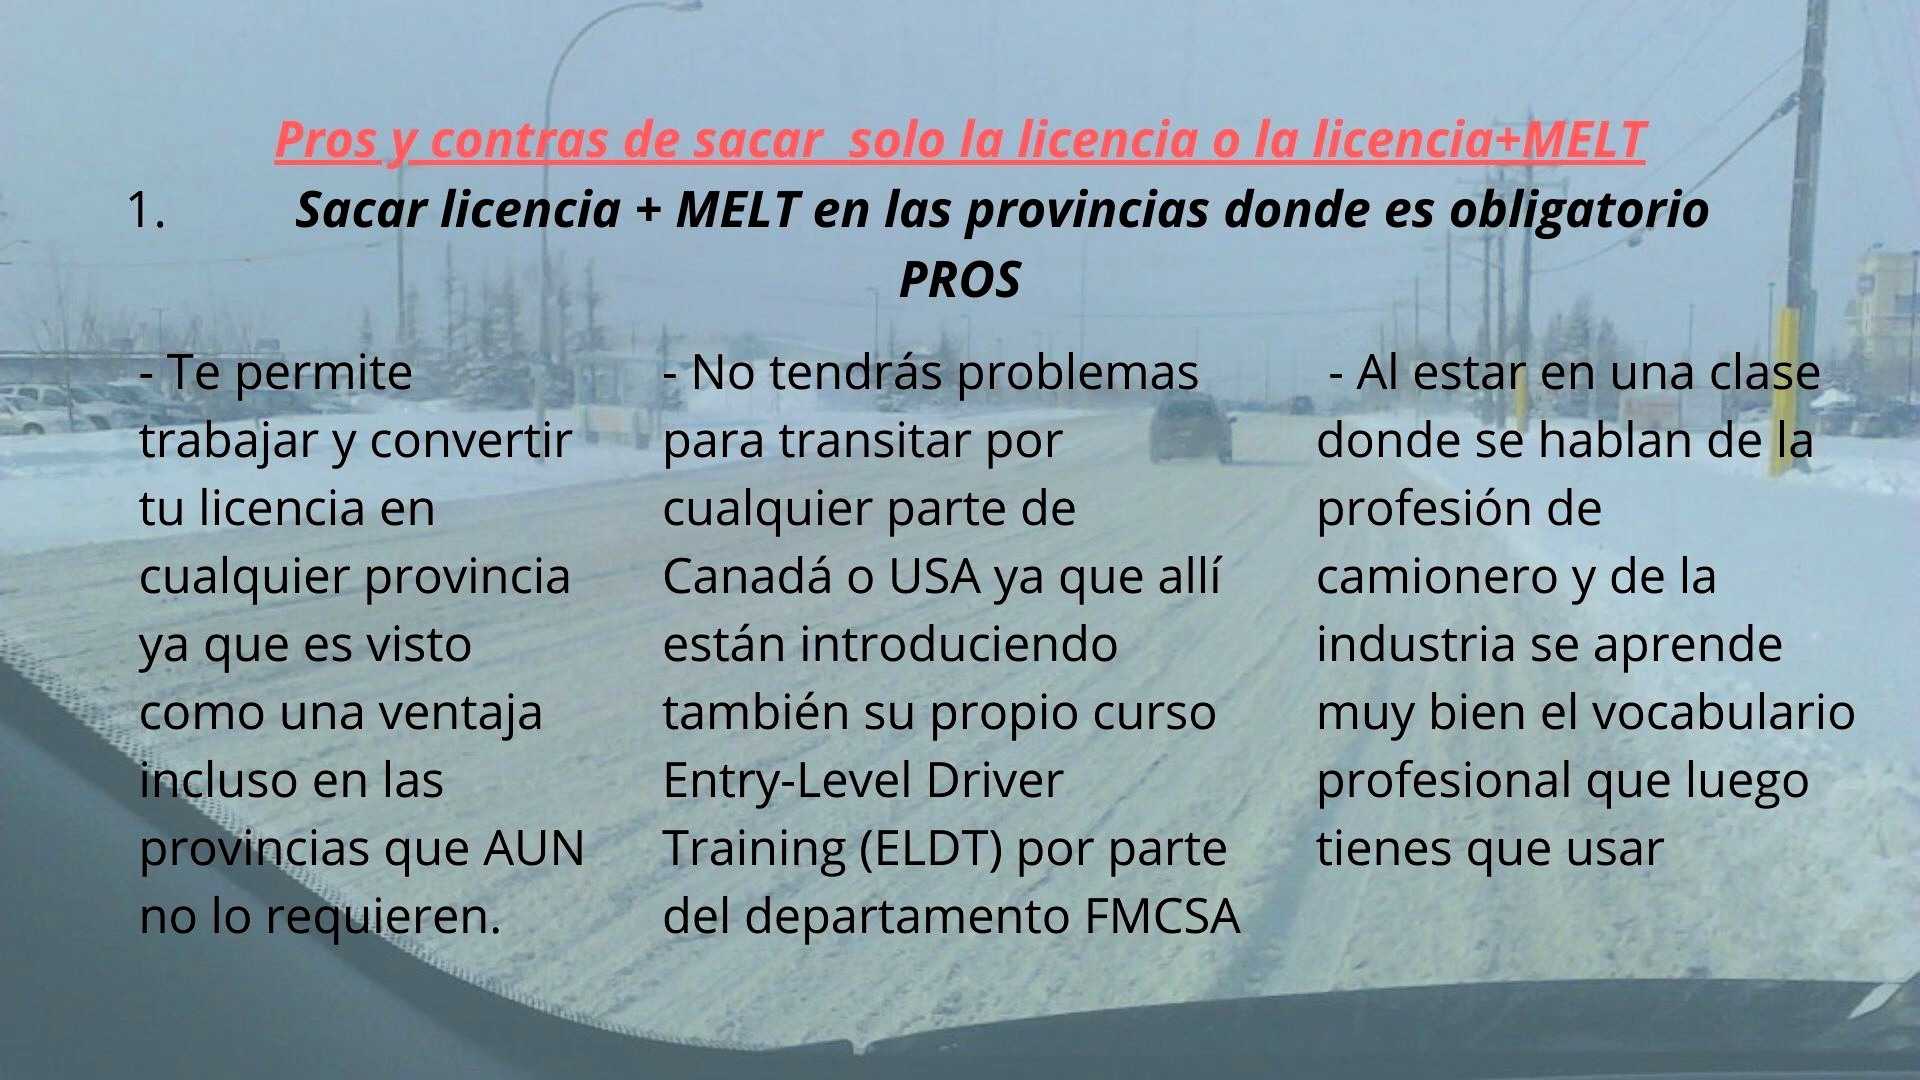 Pros y contras de sacar  solo la licencia o la licencia+MELT
1. Sacar licencia + MELT en las provincias donde es obligatorio
PROS
- Te permite
trabajar y convertir
tu licencia en
cualquier provincia
ya que es visto
como una ventaja
incluso en las
provincias que AUN
no lo requieren.
- No tendrás problemas
para transitar por
cualquier parte de
Canadá o USA ya que allí
están introduciendo
también su propio curso
Entry-Level Driver
Training (ELDT) por parte
del departamento FMCSA
- Al estar en una clase
donde se hablan de la
profesión de
camionero y de la
industria se aprende
muy bien el vocabulario
profesional que luego
tienes que usar